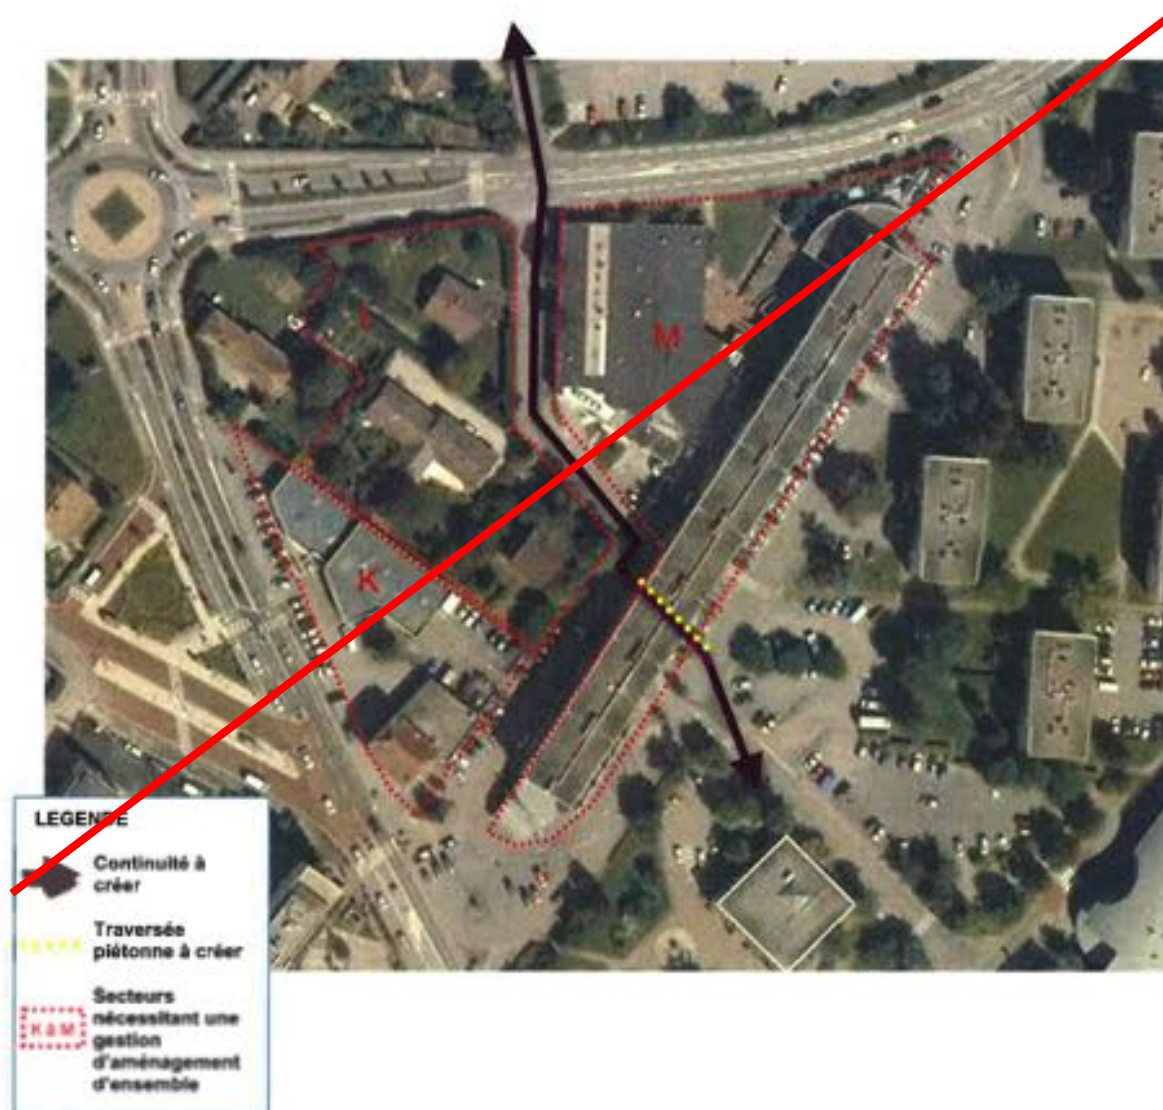 L
M
K
LEGENDE
Continuité à
créer
Traversée
piétonne à créer
K à M
Secteurs
nécessitant une
gestion
d'aménagement
d'ensemble